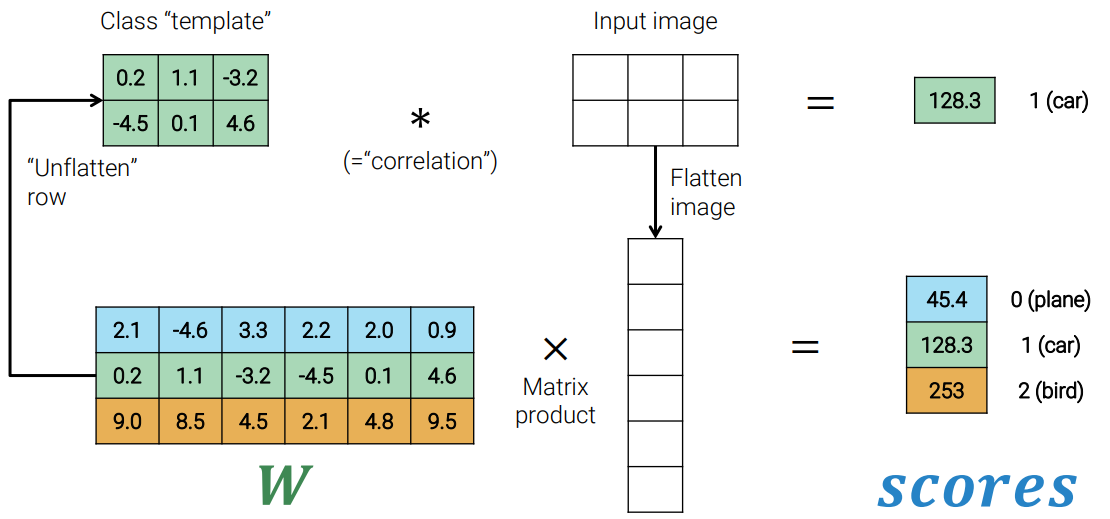 Class “template”
Input image
0.2 1.1 -3.2
-4.5 0.1 4.6
*
(=“correlation”)
=
128.3 1 (car)
“Unflatten”
row
Flatten
image
2.1 -4.6 3.3 2.2 2.0 0.9
0.2 1.1 -3.2 -4.5 0.1 4.6
9.0 8.5 4.5 2.1 4.8 9.5
×
Matrix
product
=
45.4 0 (plane)
128.3 1 (car)
253 2 (bird)
W
scores